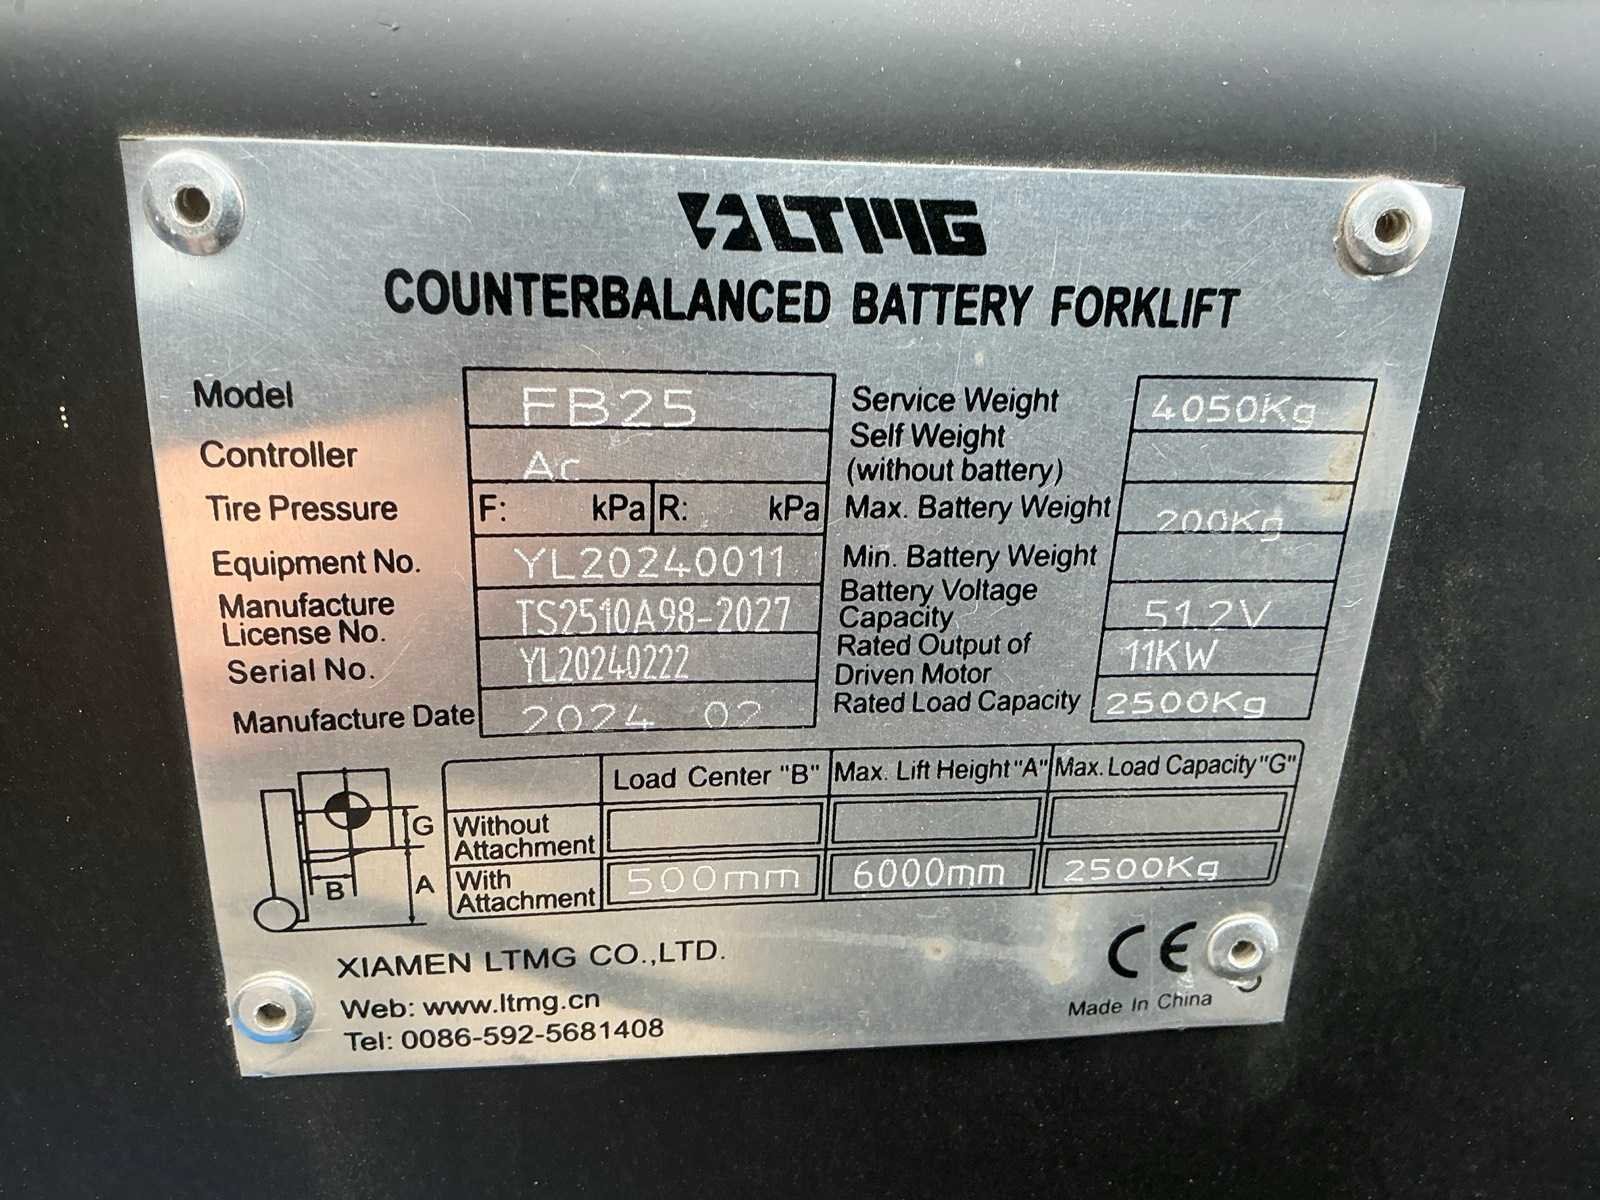 LTMG
COUNTERBALANCED BATTERY FORKLIFT
Model FB25
Controller Ac
Tire Pressure F: kPa R: kPa
Equipment No. YL20240011
Manufacture License No. TS2510A98-2027
Serial No. YL20240222
Manufacture Date 2024 02
Service Weight 4050Kg
Self Weight (without battery)
Max. Battery Weight 200Kg
Min. Battery Weight
Battery Voltage Capacity 51.2V
Rated Output of Driven Motor 11KW
Rated Load Capacity 2500Kg
Load Center "B" Max. Lift Height "A" Max. Load Capacity "G"
Without Attachment
With Attachment 500mm 6000mm 2500Kg
G
B
A
XIAMEN LTMG CO.,LTD.
Web: www.ltmg.cn
Tel: 0086-592-5681408
CE
Made In China